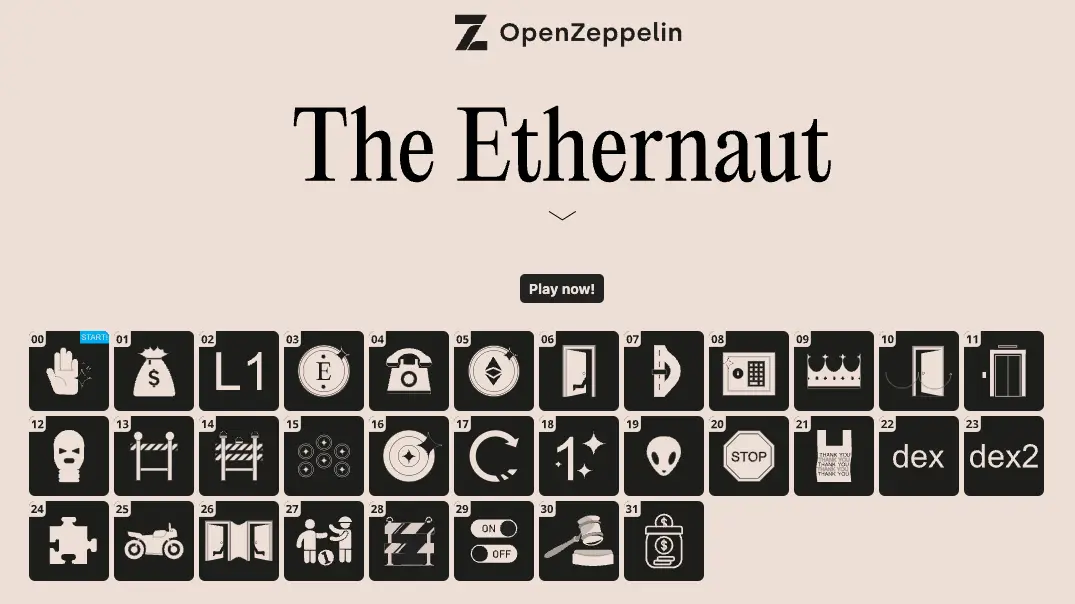 OpenZeppelin
The Ethernaut
Play now!
00 START! 01 02 L1 03 E 04 05 06 07 08 09 10 11
$
12 13 14 15 16 17 18 1 19 20 STOP 21 22 dex 23 dex2
THANK YOU
THANK YOU
THANK YOU
THANK YOU
24 25 26 27 28 29 30 31
ON
OFF
$
$